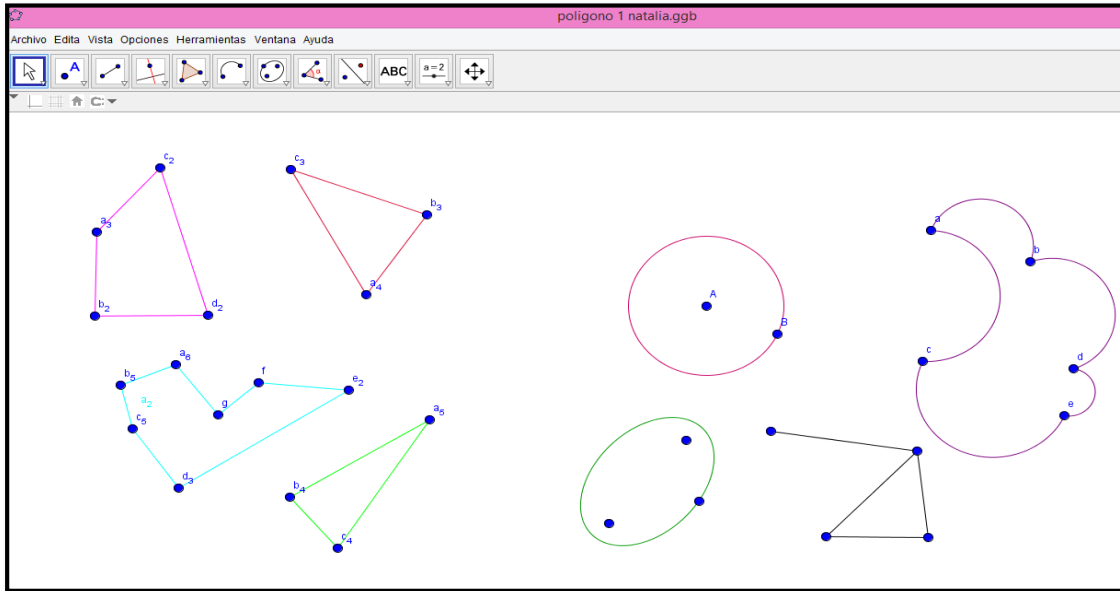 poligono 1 natalia.ggb
Archivo Edita Vista Opciones Herramientas Ventana Ayuda
A ABC a=2
c₂
c₃
a₃
b₃
a
b
b₂
d₂
a₄
A
B
a₆
b₅
f
e₂
a₂
g
c₅
c
d
e
a₅
d₃
b₄
c₄